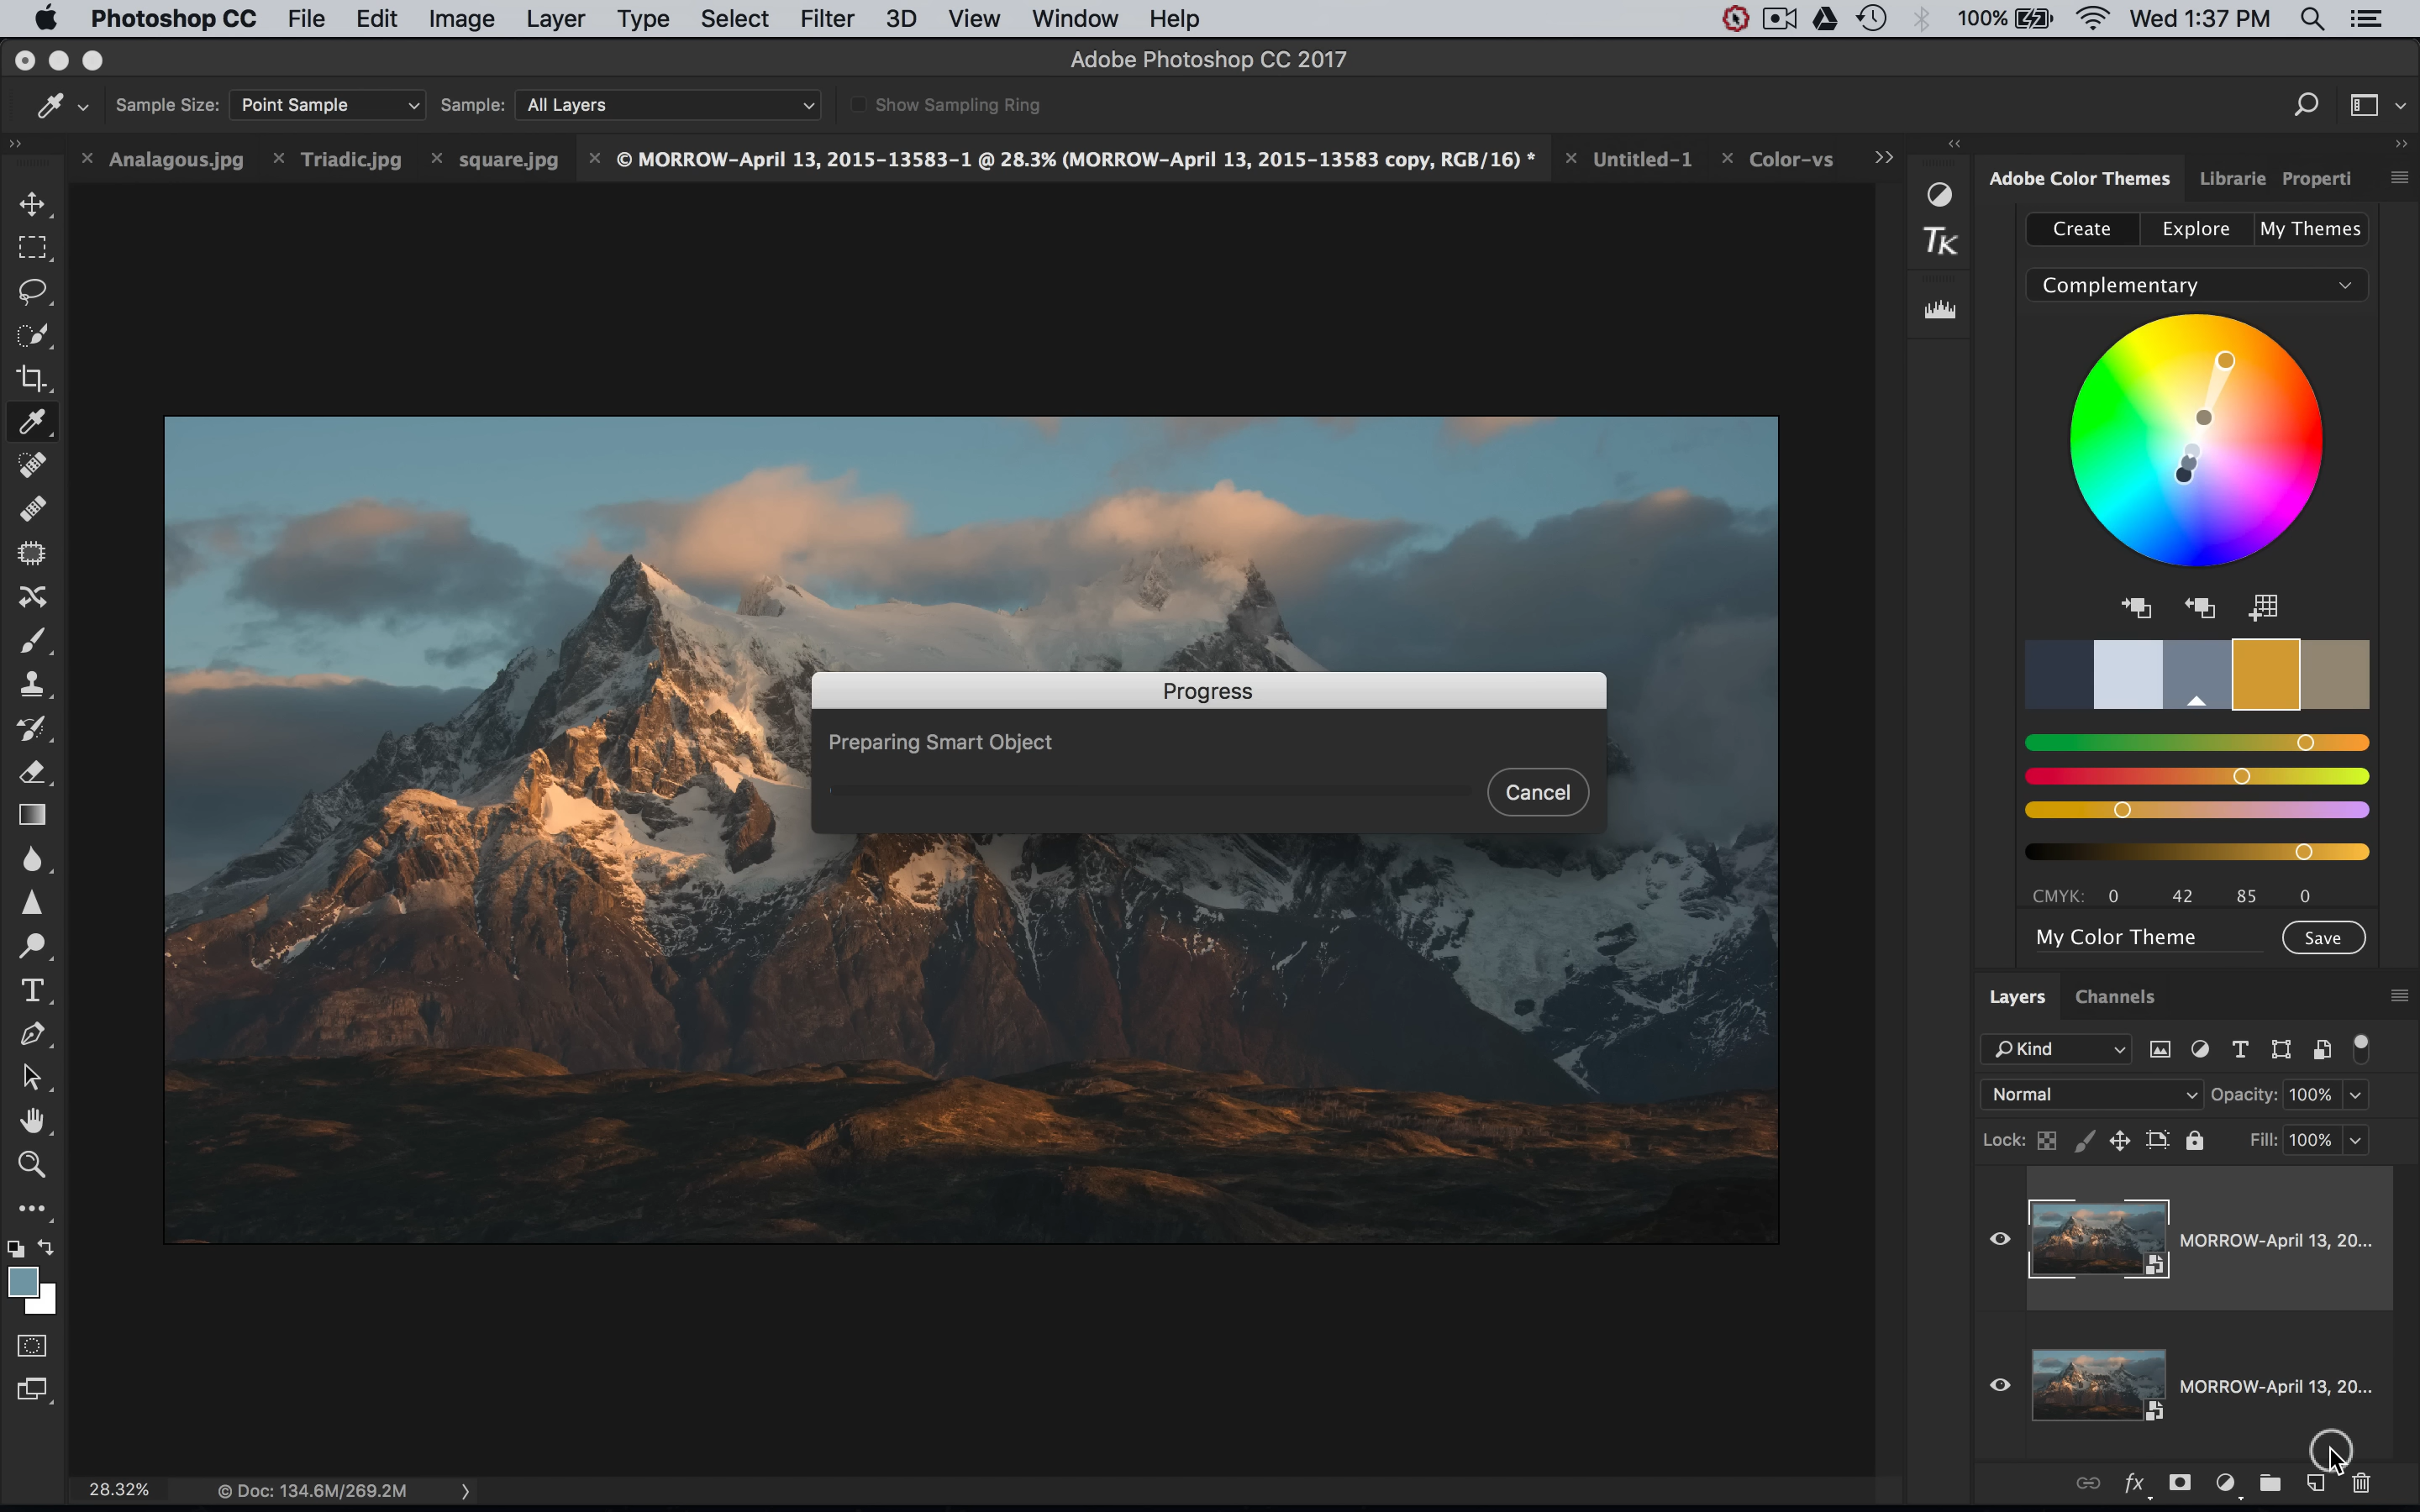 Photoshop CC File Edit Image Layer Type Select Filter 3D View Window Help 100% Wed 1:37 PM
Adobe Photoshop CC 2017
Sample Size: Point Sample Sample: All Layers Show Sampling Ring
Analagous.jpg Triadic.jpg square.jpg © MORROW-April 13, 2015-13583-1 @ 28.3% (MORROW-April 13, 2015-13583 copy, RGB/16) * Untitled-1 Color-vs
Adobe Color Themes Librarie Properti
Create Explore My Themes
TK
Complementary
Progress
Preparing Smart Object
Cancel
CMYK: 0 42 85 0
My Color Theme Save
Layers Channels
Kind
Normal Opacity: 100%
Lock: Fill: 100%
MORROW-April 13, 20...
MORROW-April 13, 20...
fx
28.32% © Doc: 134.6M/269.2M